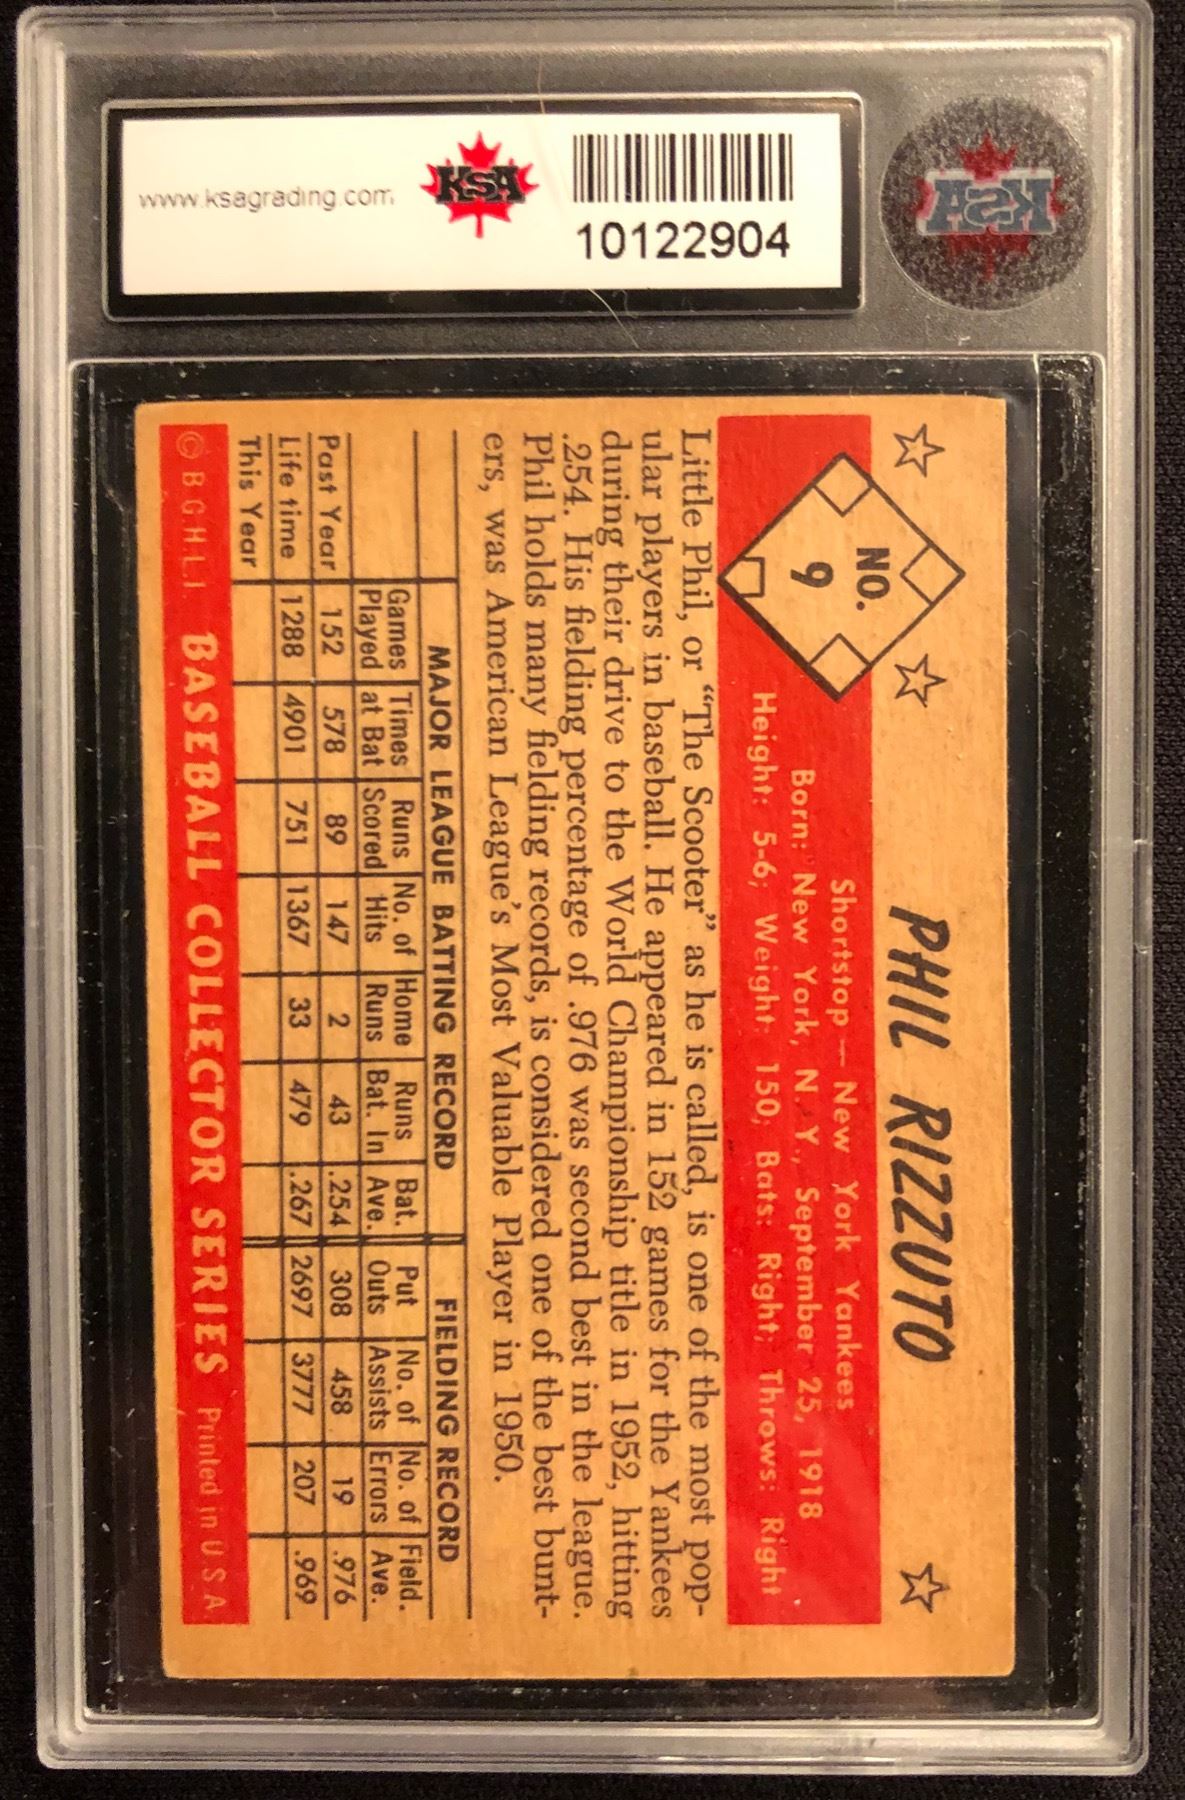 www.ksagrading.com
KSA
10122904
KSA
NO.
9
PHIL RIZZUTO
Shortstop — New York Yankees
Born: New York, N. Y., September 25, 1918
Height: 5-6; Weight: 150; Bats: Right; Throws: Right
Little Phil, or “The Scooter” as he is called, is one of the most pop-
ular players in baseball. He appeared in 152 games for the Yankees
during their drive to the World Championship title in 1952, hitting
.254. His fielding percentage of .976 was second best in the league.
Phil holds many fielding records, is considered one of the best bunt-
ers, was American League’s Most Valuable Player in 1950.
MAJOR LEAGUE BATTING RECORD FIELDING RECORD
Games Times Runs No. of Home Runs Bat. Put No. of No. of Field.
Played at Bat Scored Hits Runs Bat. In Ave. Outs Assists Errors Ave.
Past Year 152 578 89 147 2 43 .254 308 458 19 .976
Life time 1288 4901 751 1367 33 479 .267 2697 3777 207 .969
This Year
© B.G.H.L.I. BASEBALL COLLECTOR SERIES Printed in U.S.A.